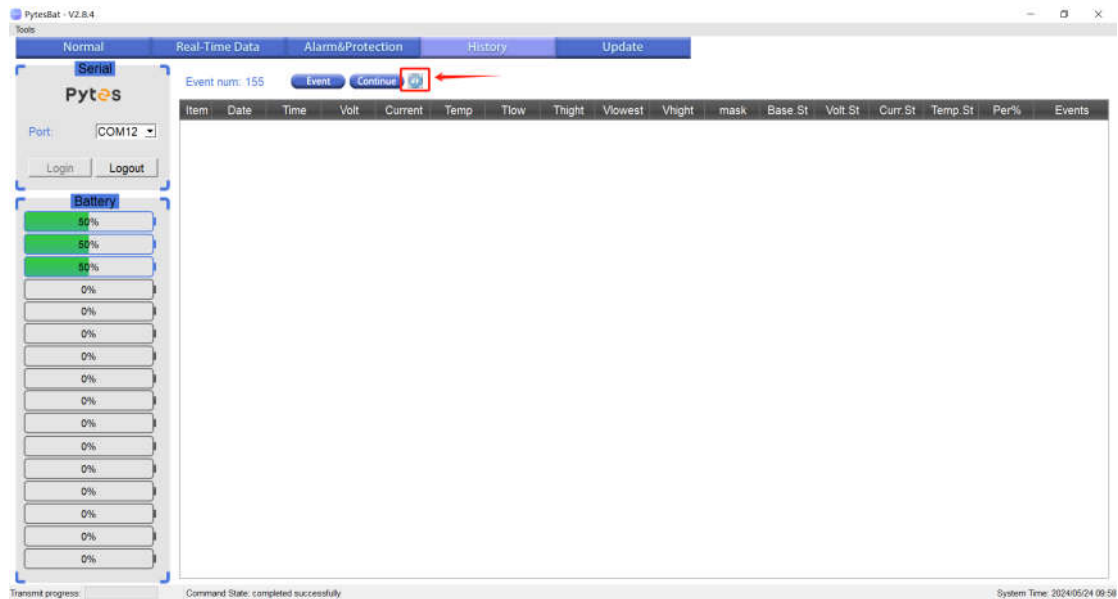 PytesBat - V2.8.4
Tools
Normal Real-Time Data Alarm&Protection History Update
Serial
Pytes
Port: COM12
Login Logout
Event num: 155 Event Continue
Item Date Time Volt Current Temp Tlow Thight Vlowest Vhight mask Base.St Volt.St Curr.St Temp.St Per% Events
Battery
50%
50%
50%
0%
0%
0%
0%
0%
0%
0%
0%
0%
0%
0%
0%
0%
Transmit progress: Command State: completed successfully System Time: 2024/05/24 09:58